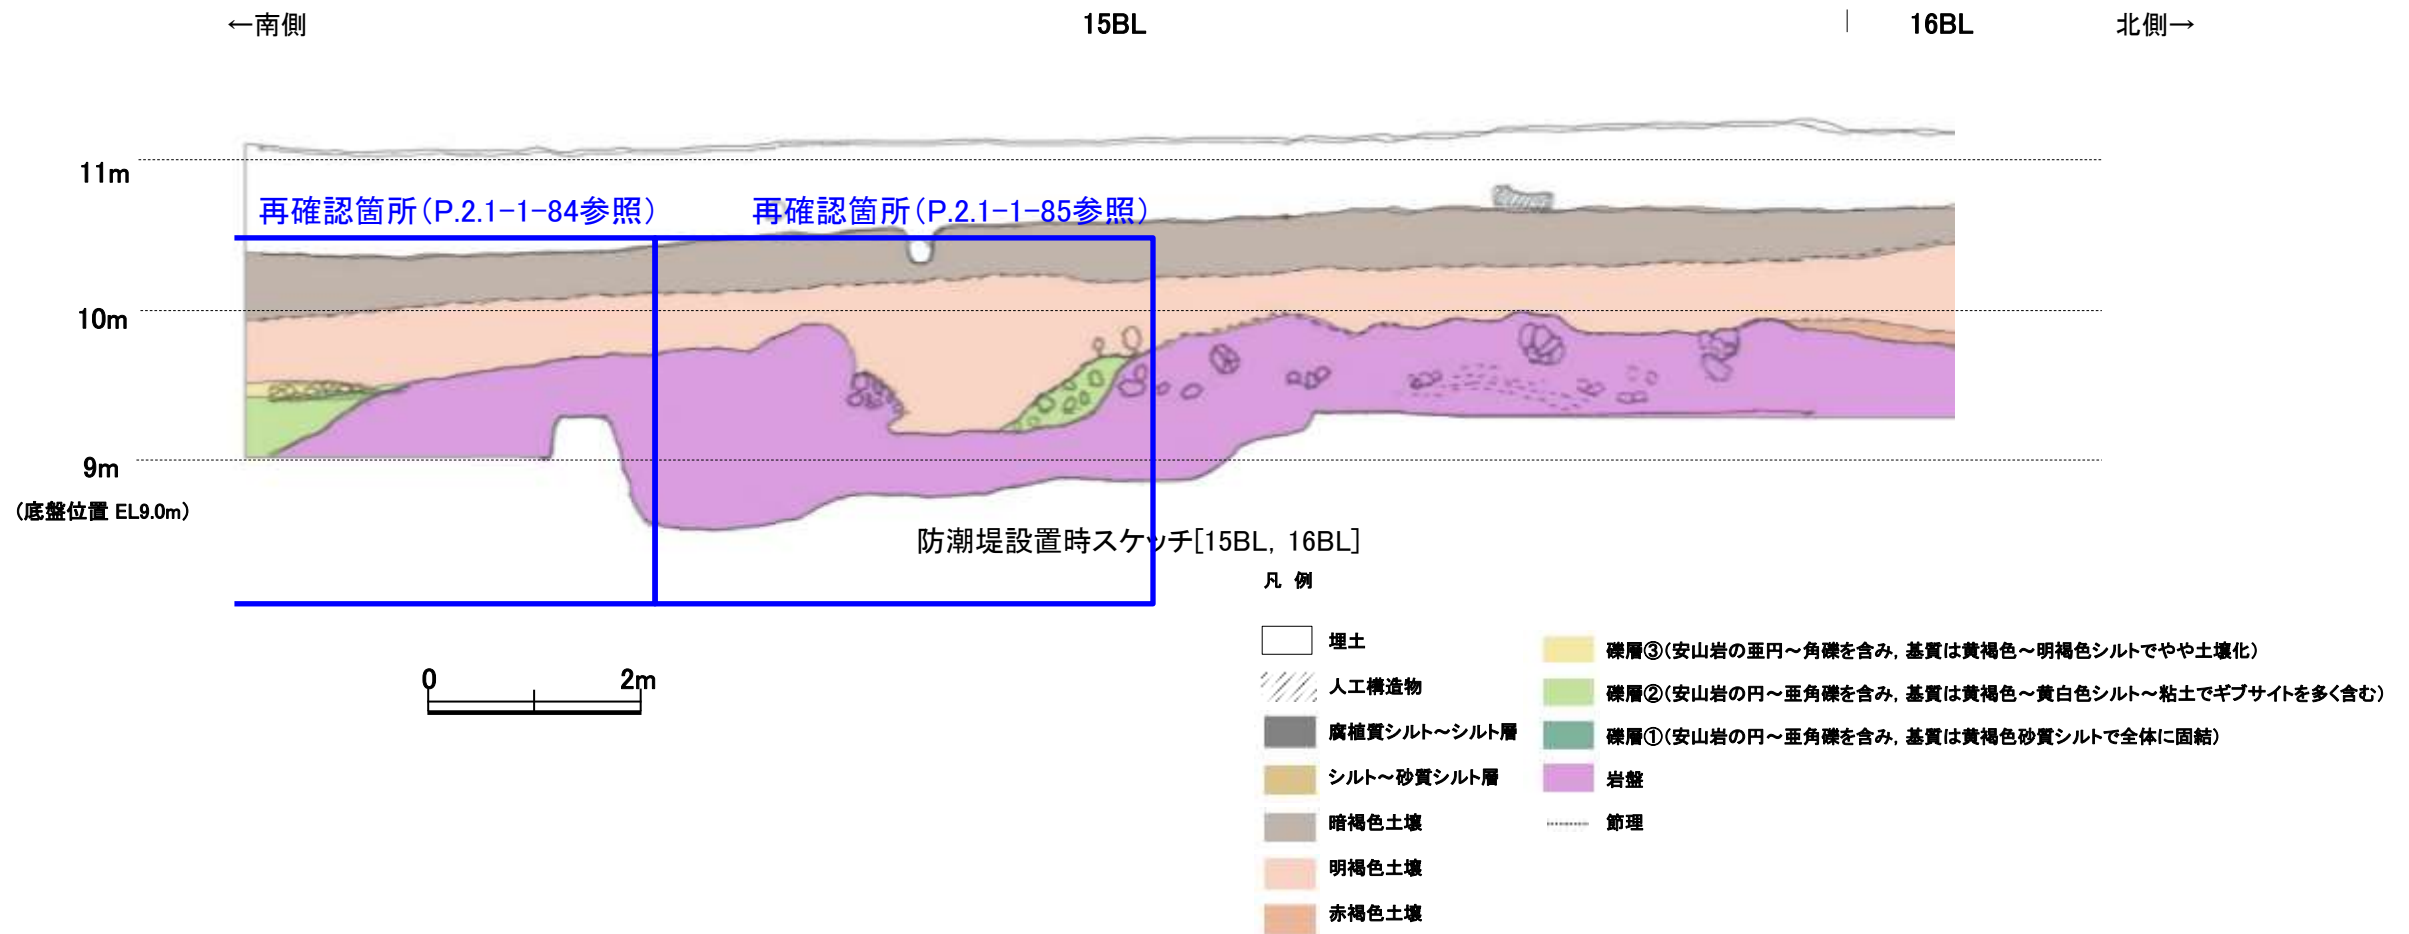 ←南側
15BL
16BL
北側→
11m
再確認箇所（P.2.1-1-84参照）
再確認箇所（P.2.1-1-85参照）
10m
9m
（底盤位置 EL9.0m）
防潮堤設置時スケッチ[15BL, 16BL]
凡 例
0
2m
埋土
人工構造物
腐植質シルト～シルト層
シルト～砂質シルト層
暗褐色土壌
明褐色土壌
赤褐色土壌
礫層③（安山岩の亜円～角礫を含み, 基質は黄褐色～明褐色シルトでやや土壌化）
礫層②（安山岩の円～亜角礫を含み, 基質は黄褐色～黄白色シルト～粘土でギブサイトを多く含む）
礫層①（安山岩の円～亜角礫を含み, 基質は黄褐色砂質シルトで全体に固結）
岩盤
節理